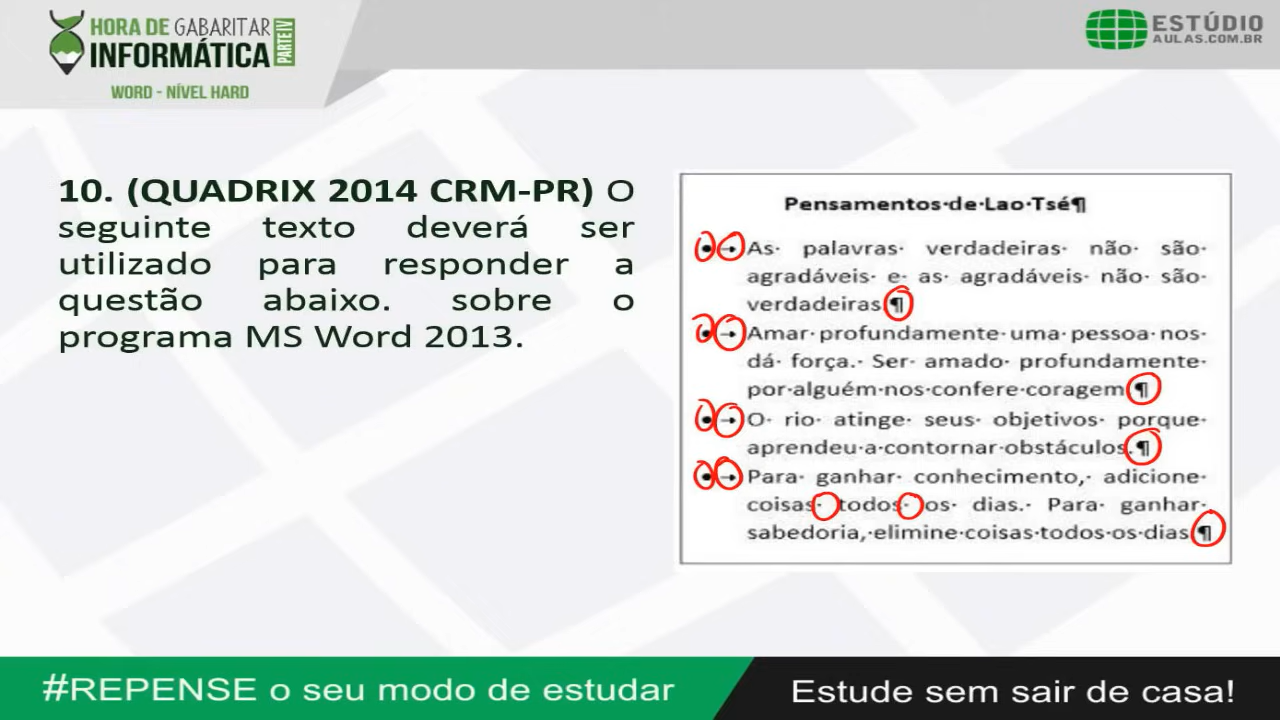 HORA DE GABARITAR
INFORMÁTICA
PARTE IV
WORD - NÍVEL HARD
ESTÚDIO
AULAS.COM.BR
10. (QUADRIX 2014 CRM-PR) O
seguinte texto deverá ser
utilizado para responder a
questão abaixo. sobre o
programa MS Word 2013.
Pensamentos·de·Lao·Tsé¶
•→As· palavras· verdadeiras· não· são·
agradáveis· e· as· agradáveis· não· são·
verdadeiras.¶
•→Amar· profundamente· uma· pessoa· nos·
dá· força.· Ser· amado· profundamente·
por·alguém·nos·confere·coragem.¶
•→O· rio· atinge· seus· objetivos· porque·
aprendeu·a·contornar·obstáculos.¶
•→Para· ganhar· conhecimento,· adicione·
coisas· todos· os· dias.· Para· ganhar·
sabedoria,·elimine·coisas·todos·os·dias.¶
#REPENSE o seu modo de estudar
Estude sem sair de casa!